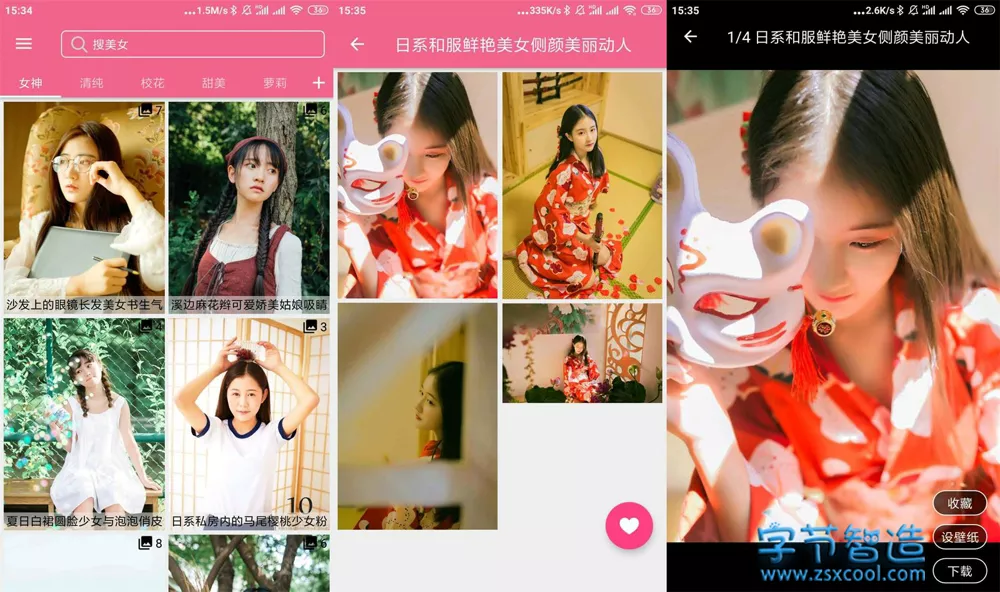 15:34
1.5M/s
36
搜美女
女神 清纯 校花 甜美 萝莉 +
7
6
沙发上的眼镜长发美女书生气
溪边麻花辫可爱娇美姑娘吸睛
4
3
10
夏日白裙圆脸少女与泡泡俏皮
日系私房内的马尾樱桃少女粉
8
6
15:35
335K/s
36
日系和服鲜艳美女侧颜美丽动人
15:35
2.6K/s
36
1/4 日系和服鲜艳美女侧颜美丽动人
收藏
设壁纸
下载
字节智造
www.zsxcool.com